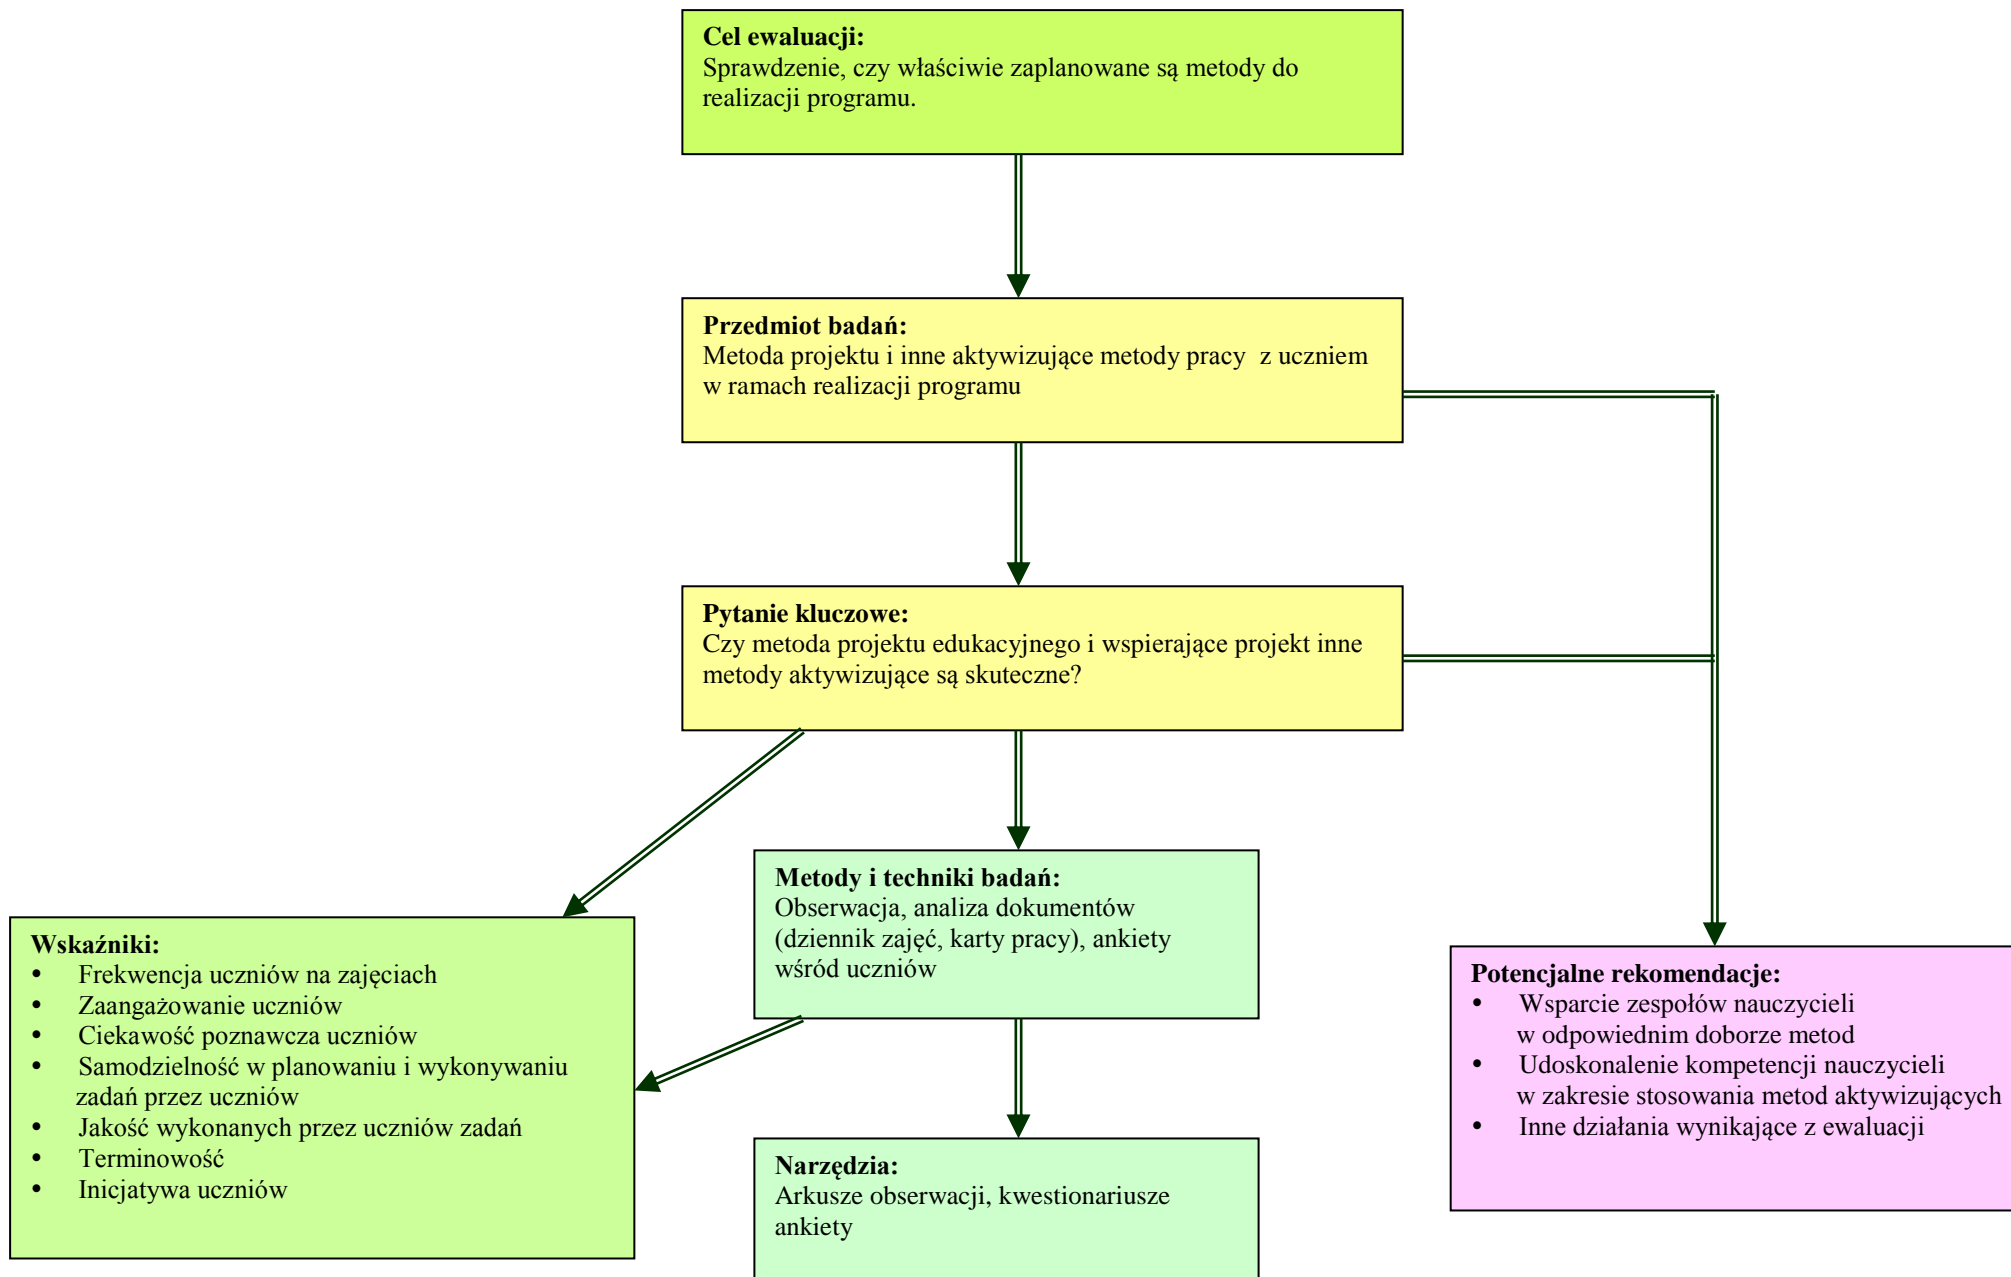 Cel ewaluacji:
Sprawdzenie, czy właściwie zaplanowane są metody do
realizacji programu.
Przedmiot badań:
Metoda projektu i inne aktywizujące metody pracy z uczniem
w ramach realizacji programu
Pytanie kluczowe:
Czy metoda projektu edukacyjnego i wspierające projekt inne
metody aktywizujące są skuteczne?
Metody i techniki badań:
Obserwacja, analiza dokumentów
(dziennik zajęć, karty pracy), ankiety
wśród uczniów
Wskaźniki:
• Frekwencja uczniów na zajęciach
• Zaangażowanie uczniów
• Ciekawość poznawcza uczniów
• Samodzielność w planowaniu i wykonywaniu
zadań przez uczniów
• Jakość wykonanych przez uczniów zadań
• Terminowość
• Inicjatywa uczniów
Potencjalne rekomendacje:
• Wsparcie zespołów nauczycieli
w odpowiednim doborze metod
• Udoskonalenie kompetencji nauczycieli
w zakresie stosowania metod aktywizujących
• Inne działania wynikające z ewaluacji
Narzędzia:
Arkusze obserwacji, kwestionariusze
ankiety